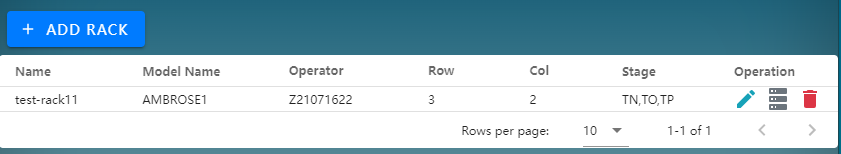 + ADD RACK
Name Model Name Operator Row Col Stage Operation
test-rack11 AMBROSE1 Z21071622 3 2 TN,TO,TP
Rows per page: 10 1-1 of 1